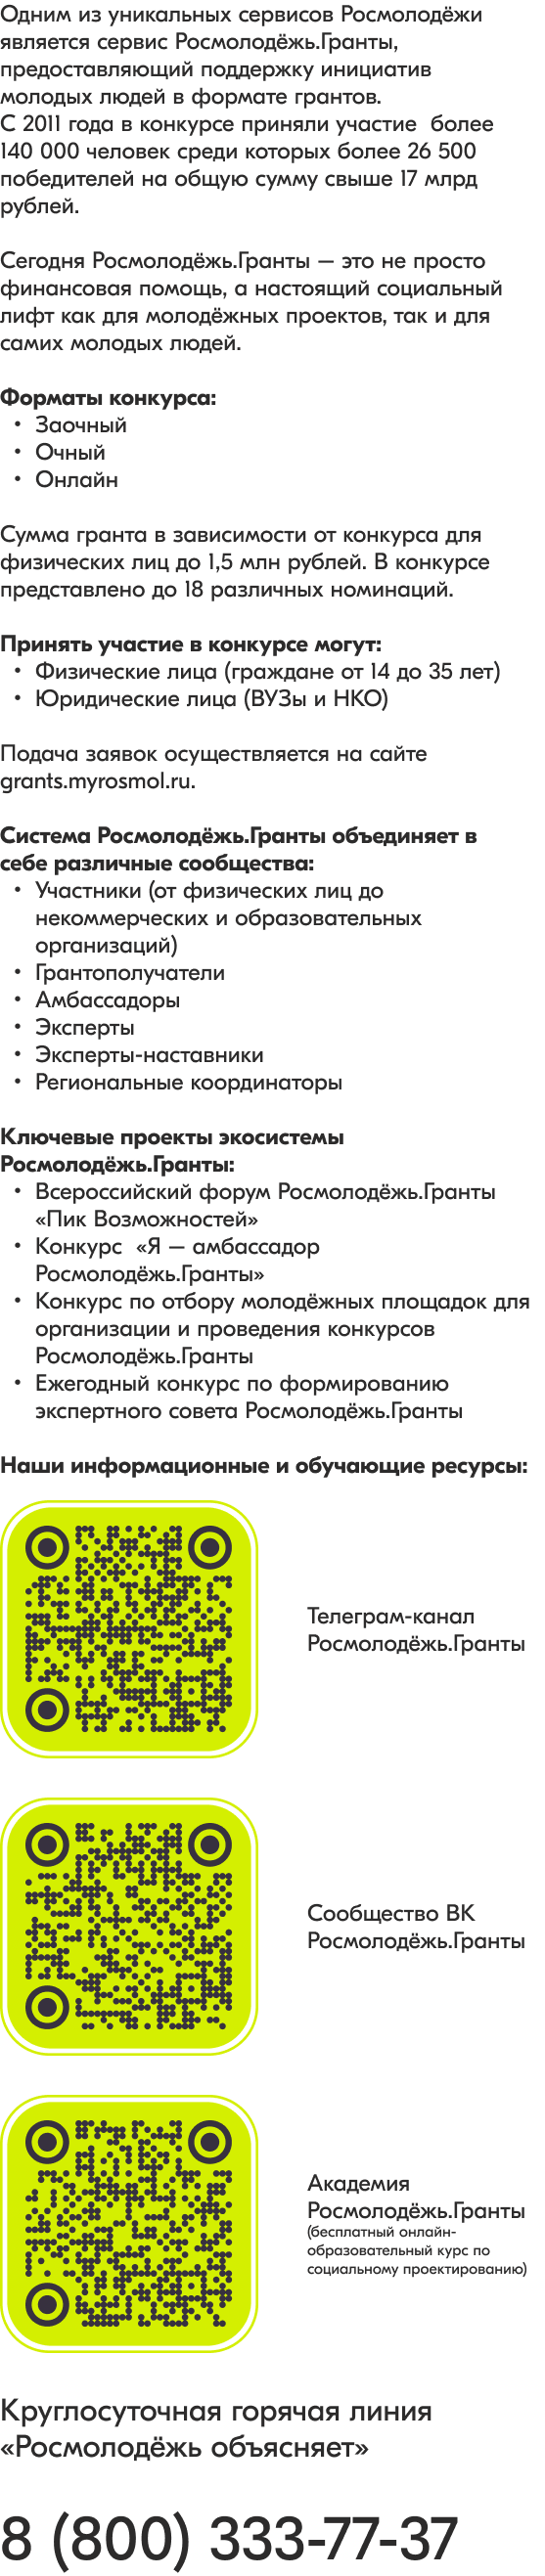 Одним из уникальных сервисов Росмолодёжи
является сервис Росмолодёжь.Гранты,
предоставляющий поддержку инициатив
молодых людей в формате грантов.
С 2011 года в конкурсе приняли участие  более
140 000 человек среди которых более 26 500
победителей на общую сумму свыше 17 млрд
рублей.

Сегодня Росмолодёжь.Гранты – это не просто
финансовая помощь, а настоящий социальный
лифт как для молодёжных проектов, так и для
самих молодых людей.

Форматы конкурса:
• Заочный
• Очный
• Онлайн

Сумма гранта в зависимости от конкурса для
физических лиц до 1,5 млн рублей. В конкурсе
представлено до 18 различных номинаций.

Принять участие в конкурсе могут:
• Физические лица (граждане от 14 до 35 лет)
• Юридические лица (ВУЗы и НКО)

Подача заявок осуществляется на сайте
grants.myrosmol.ru.

Система Росмолодёжь.Гранты объединяет в
себе различные сообщества:
• Участники (от физических лиц до
некоммерческих и образовательных
организаций)
• Грантополучатели
• Амбассадоры
• Эксперты
• Эксперты-наставники
• Региональные координаторы

Ключевые проекты экосистемы
Росмолодёжь.Гранты:
• Всероссийский форум Росмолодёжь.Гранты
«Пик Возможностей»
• Конкурс  «Я – амбассадор
Росмолодёжь.Гранты»
• Конкурс по отбору молодёжных площадок для
организации и проведения конкурсов
Росмолодёжь.Гранты
• Ежегодный конкурс по формированию
экспертного совета Росмолодёжь.Гранты

Наши информационные и обучающие ресурсы:

Телеграм-канал
Росмолодёжь.Гранты

Сообщество ВК
Росмолодёжь.Гранты

Академия
Росмолодёжь.Гранты
(бесплатный онлайн-
образовательный курс по
социальному проектированию)

Круглосуточная горячая линия
«Росмолодёжь объясняет»

8 (800) 333-77-37